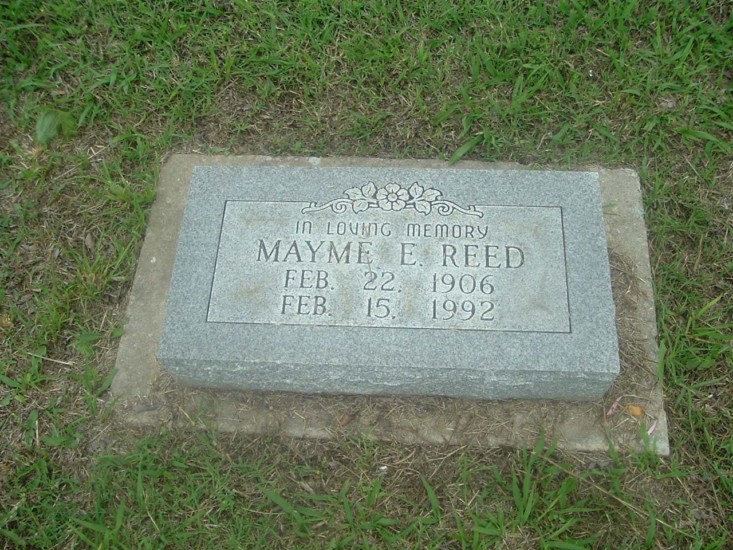 IN LOVING MEMORY
MAYME E. REED
FEB. 22. 1906
FEB. 15. 1992